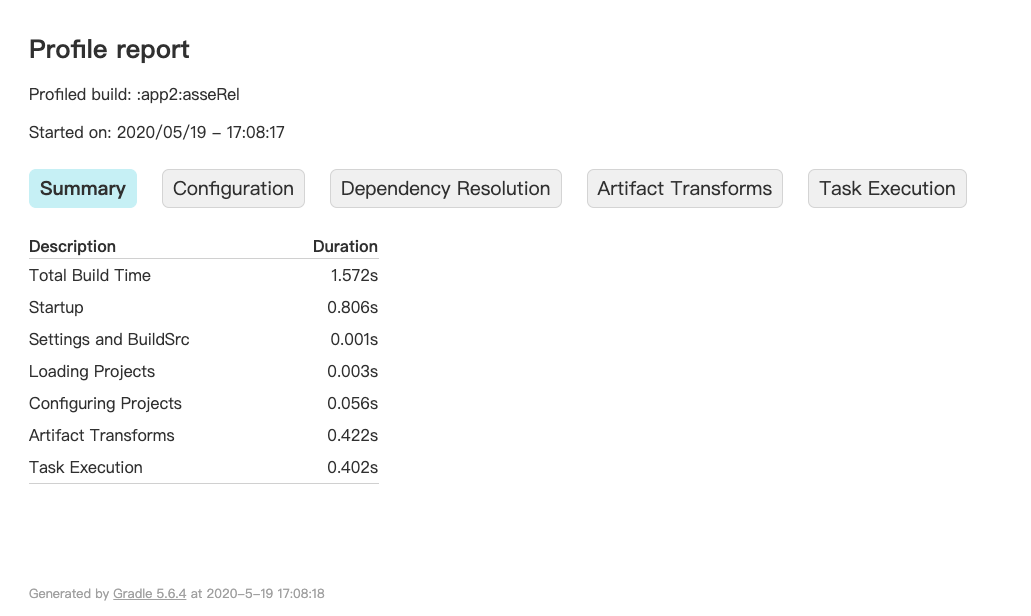 Profile report
Profiled build: :app2:asseRel
Started on: 2020/05/19 – 17:08:17
Summary Configuration Dependency Resolution Artifact Transforms Task Execution
Description Duration
Total Build Time 1.572s
Startup 0.806s
Settings and BuildSrc 0.001s
Loading Projects 0.003s
Configuring Projects 0.056s
Artifact Transforms 0.422s
Task Execution 0.402s
Generated by Gradle 5.6.4 at 2020–5–19 17:08:18